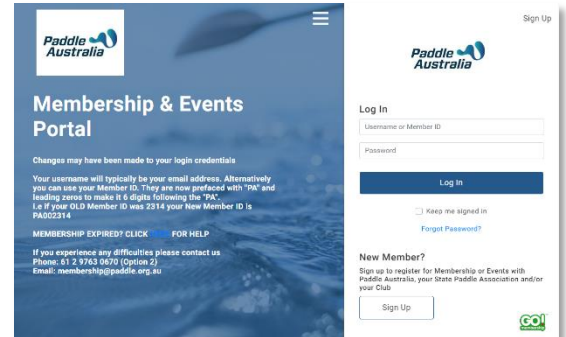 Paddle
Australia
Membership & Events
Portal
Changes may have been made to your login credentials
Your username will typically be your email address. Alternatively
you can use your Member ID. They are now prefaced with "PA" and
leading zeros to make it 6 digits following the "PA".
i.e if your OLD Member ID was 2314 your New Member ID is
PA002314
MEMBERSHIP EXPIRED? CLICK FOR HELP
If you experience any difficulties please contact us
Phone: 61 2 9763 0670 (Option 2)
Email: membership@paddle.org.au
Sign Up
Paddle
Australia
Log In
Username or Member ID
Password
Log In
Keep me signed in
Forgot Password?
New Member?
Sign up to register for Membership or Events with
Paddle Australia, your State Paddle Association and/or
your Club
Sign Up
GO!
membership